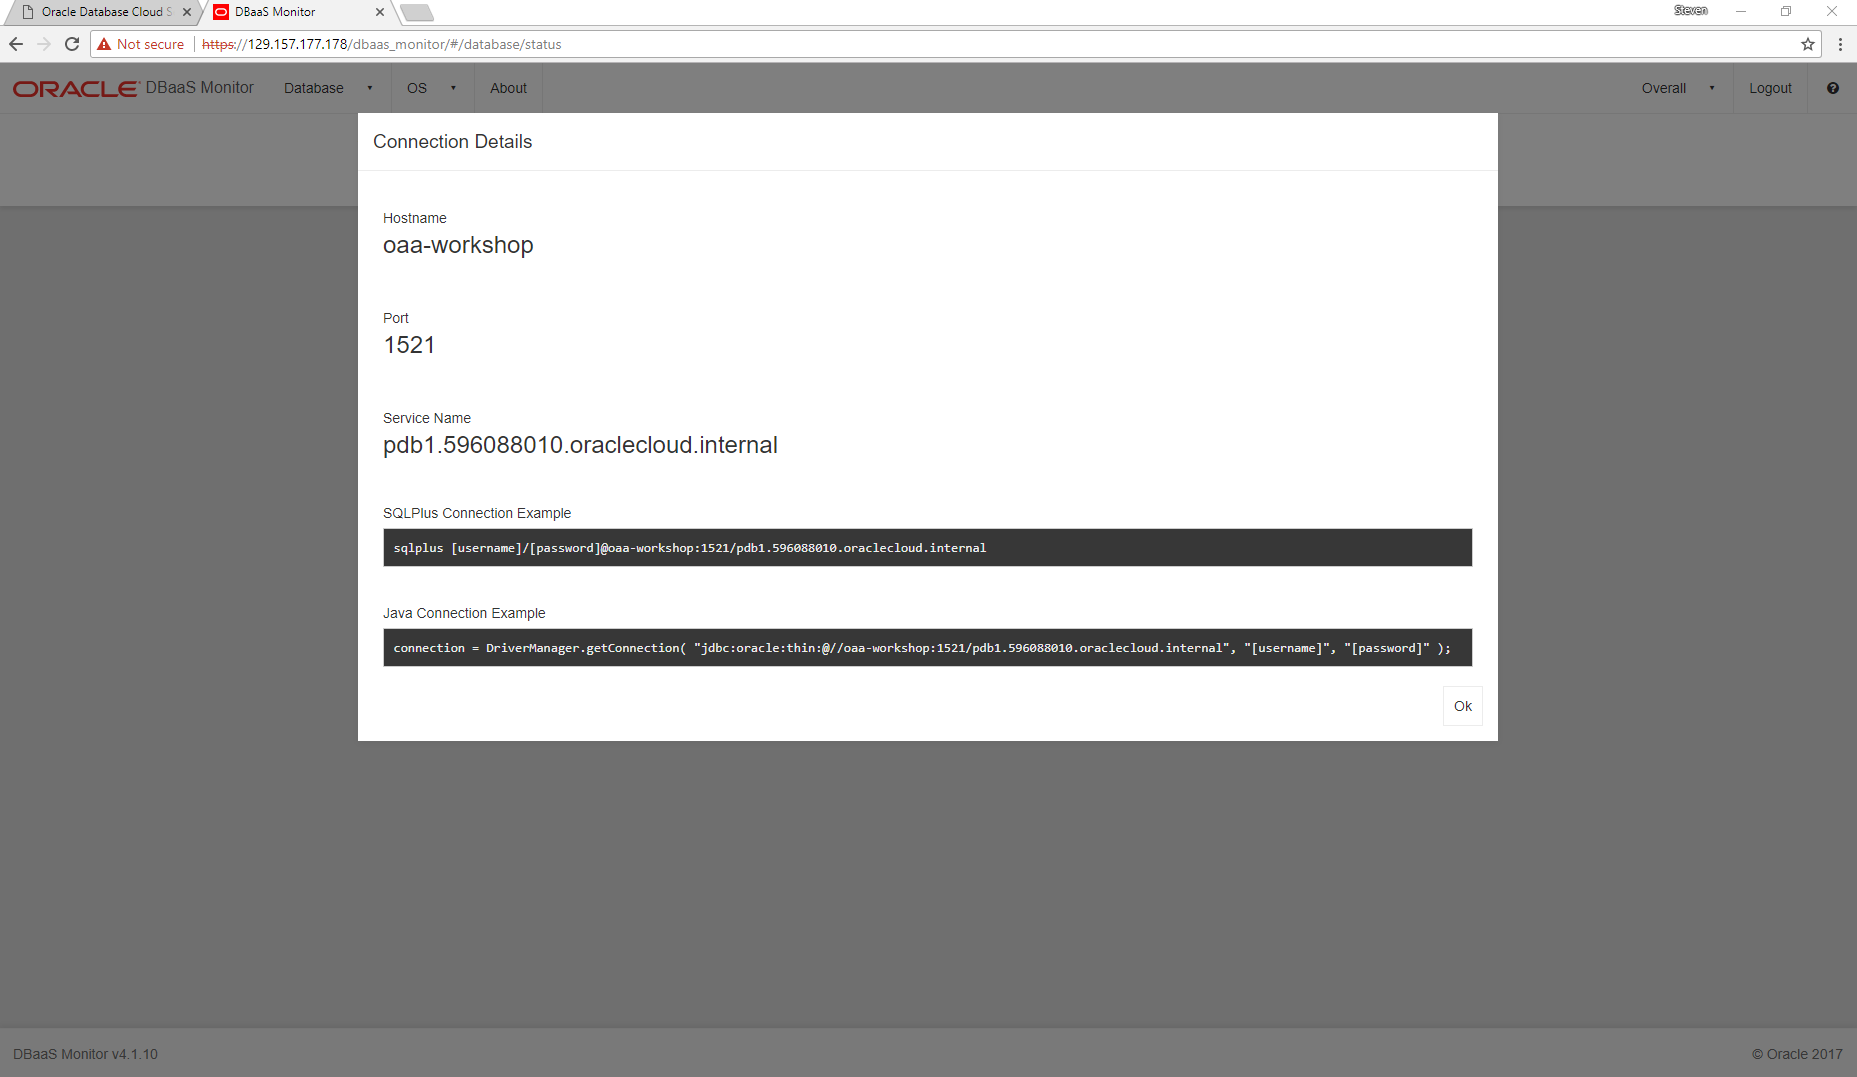 Oracle Database Cloud S
DBaaS Monitor
Steven
Not secure https://129.157.177.178/dbaas_monitor/#/database/status
ORACLE DBaaS Monitor Database OS About Overall Logout ?
Connection Details
Hostname
oaa-workshop
Port
1521
Service Name
pdb1.596088010.oraclecloud.internal
SQLPlus Connection Example
sqlplus [username]/[password]@oaa-workshop:1521/pdb1.596088010.oraclecloud.internal
Java Connection Example
connection = DriverManager.getConnection( "jdbc:oracle:thin:@//oaa-workshop:1521/pdb1.596088010.oraclecloud.internal", "[username]", "[password]" );
Ok
DBaaS Monitor v4.1.10
© Oracle 2017